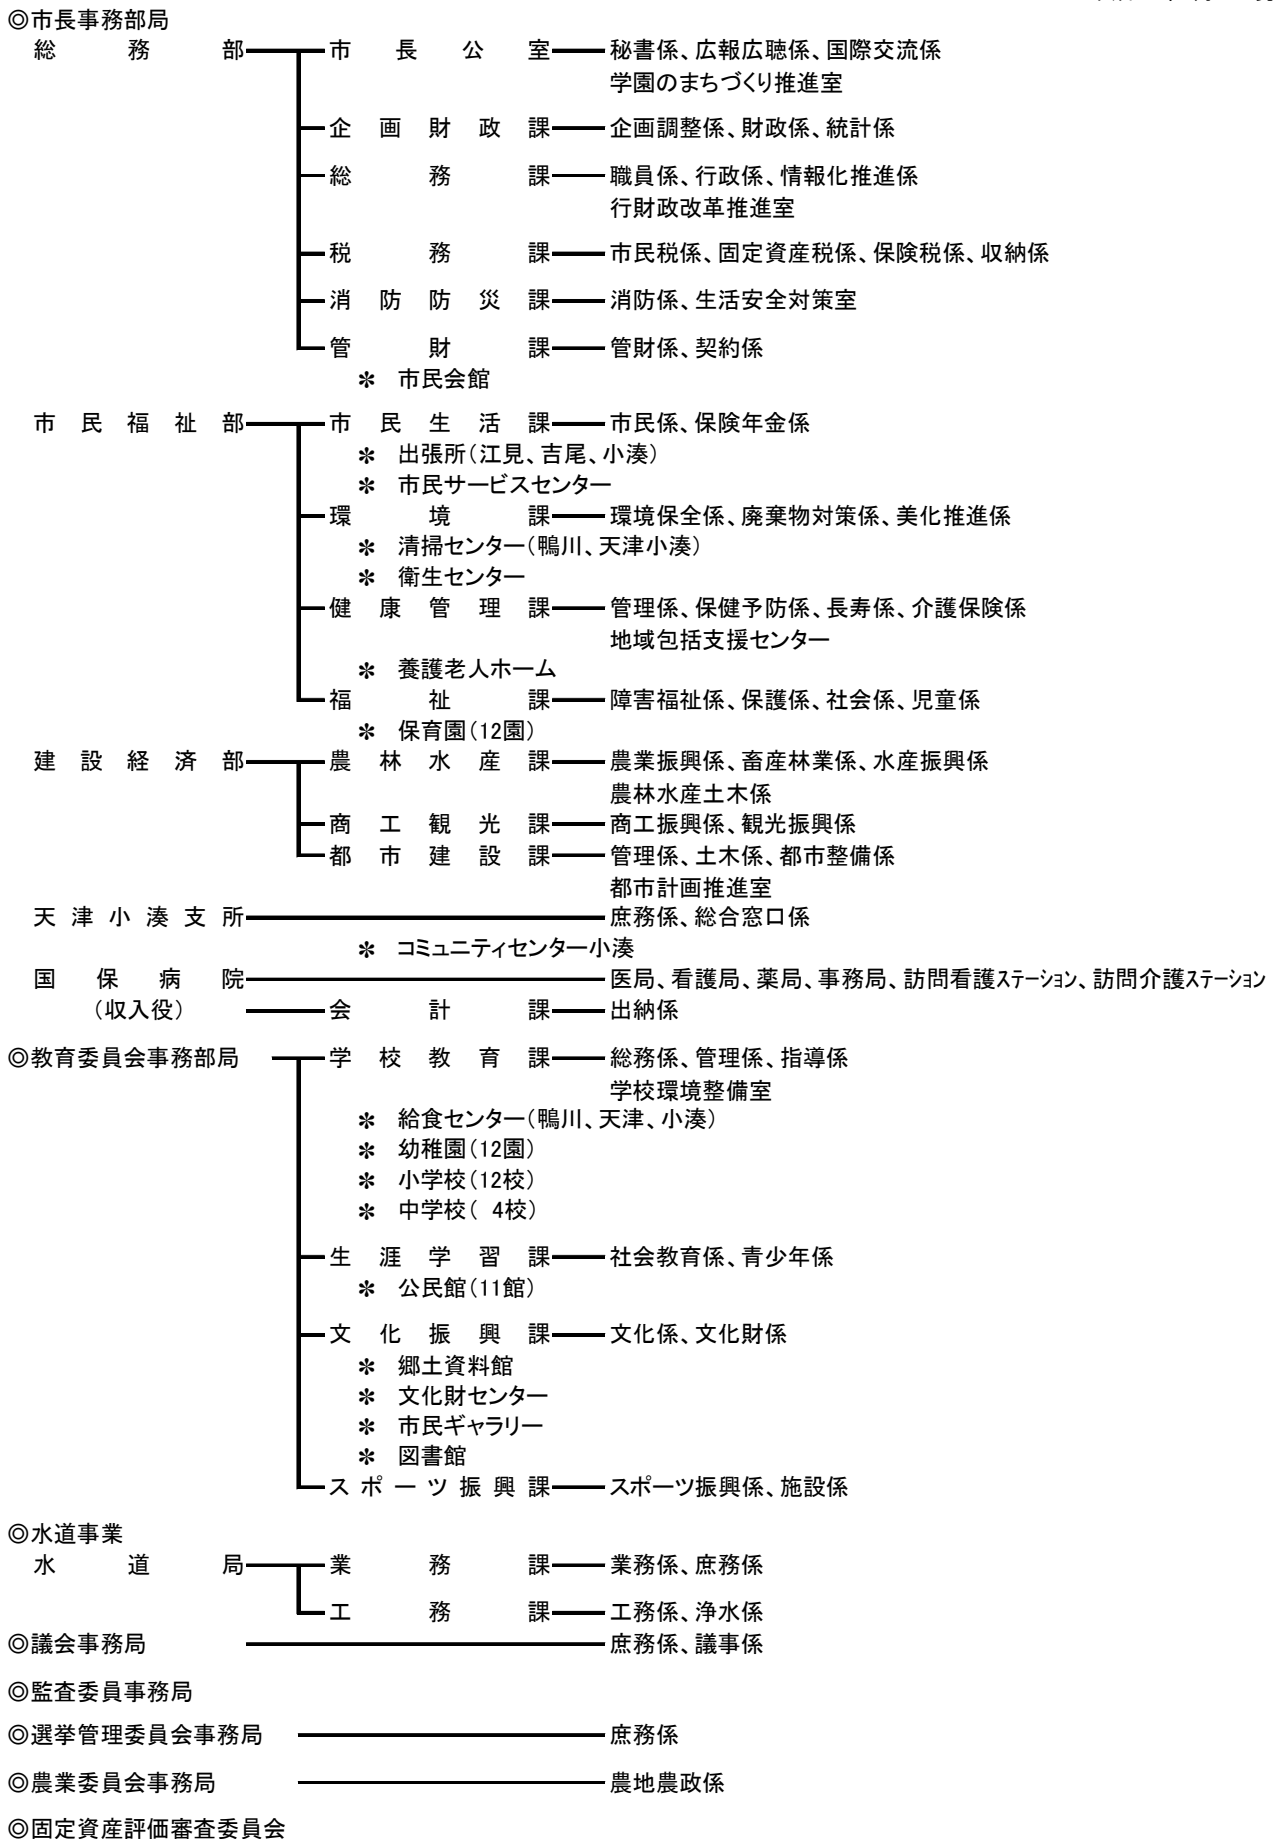 ◎市長事務部局
総務部 市長公室 秘書係、広報広聴係、国際交流係
学園のまちづくり推進室
企画財政課 企画調整係、財政係、統計係
総務課 職員係、行政係、情報化推進係
行財政改革推進室
税務課 市民税係、固定資産税係、保険税係、収納係
消防防災課 消防係、生活安全対策室
管財課 管財係、契約係
＊ 市民会館
市民福祉部 市民生活課 市民係、保険年金係
＊ 出張所(江見、吉尾、小湊)
＊ 市民サービスセンター
環境課 環境保全係、廃棄物対策係、美化推進係
＊ 清掃センター(鴨川、天津小湊)
＊ 衛生センター
健康管理課 管理係、保健予防係、長寿係、介護保険係
地域包括支援センター
＊ 養護老人ホーム
福祉課 障害福祉係、保護係、社会係、児童係
＊ 保育園(12園)
建設経済部 農林水産課 農業振興係、畜産林業係、水産振興係
農林水産土木係
商工観光課 商工振興係、観光振興係
都市建設課 管理係、土木係、都市整備係
都市計画推進室
天津小湊支所 庶務係、総合窓口係
＊ コミュニティセンター小湊
国保病院 医局、看護局、薬局、事務局、訪問看護ｽﾃｰｼｮﾝ、訪問介護ｽﾃｰｼｮﾝ
(収入役) 会計課 出納係
◎教育委員会事務部局 学校教育課 総務係、管理係、指導係
学校環境整備室
＊ 給食センター(鴨川、天津、小湊)
＊ 幼稚園(12園)
＊ 小学校(12校)
＊ 中学校( 4校)
生涯学習課 社会教育係、青少年係
＊ 公民館(11館)
文化振興課 文化係、文化財係
＊ 郷土資料館
＊ 文化財センター
＊ 市民ギャラリー
＊ 図書館
スポーツ振興課 スポーツ振興係、施設係
◎水道事業
水道局 業務課 業務係、庶務係
工務課 工務係、浄水係
◎議会事務局 庶務係、議事係
◎監査委員事務局
◎選挙管理委員会事務局 庶務係
◎農業委員会事務局 農地農政係
◎固定資産評価審査委員会